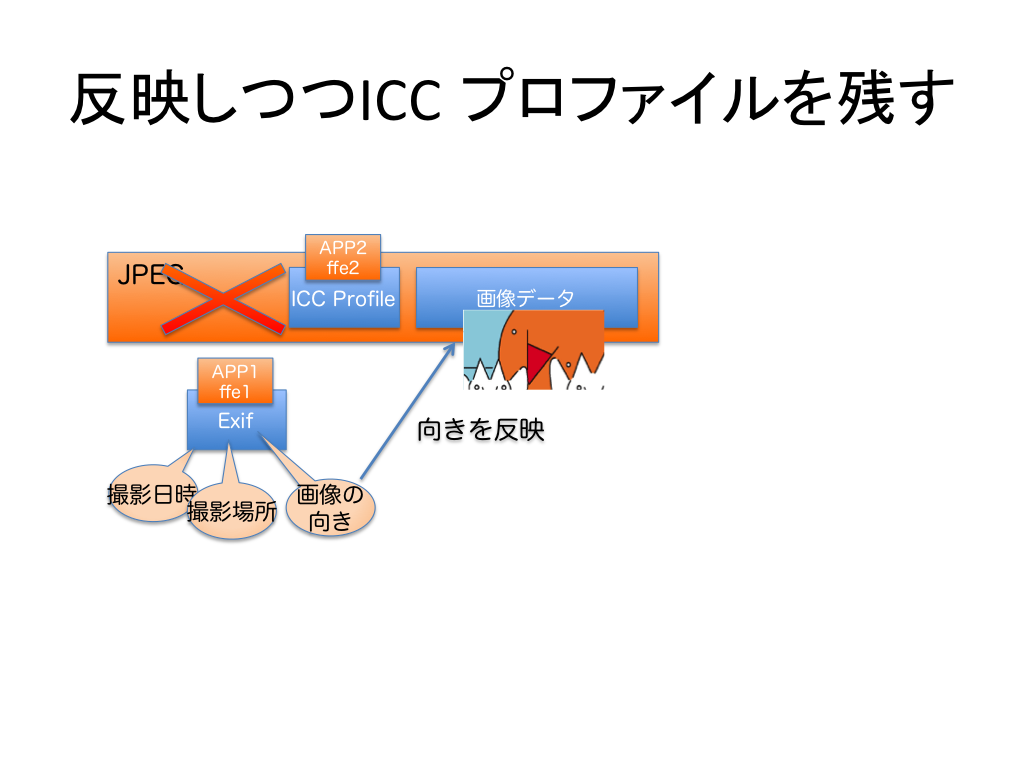 反映しつつICC プロファイルを残す
APP2
ffe2
JPEG
ICC Profile
画像データ
APP1
ffe1
Exif
向きを反映
撮影日時
撮影場所
画像の
向き